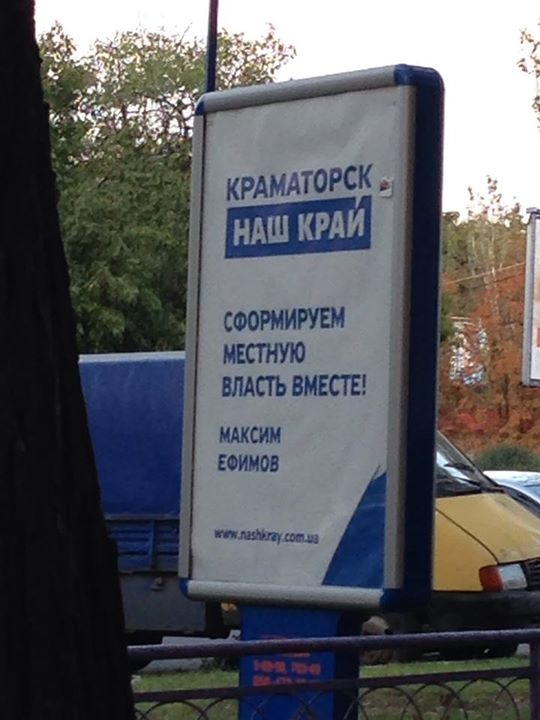 КРАМАТОРСК
НАШ КРАЙ
СФОРМИРУЕМ
МЕСТНУЮ
ВЛАСТЬ ВМЕСТЕ!
МАКСИМ
ЕФИМОВ
www.nashkray.com.ua